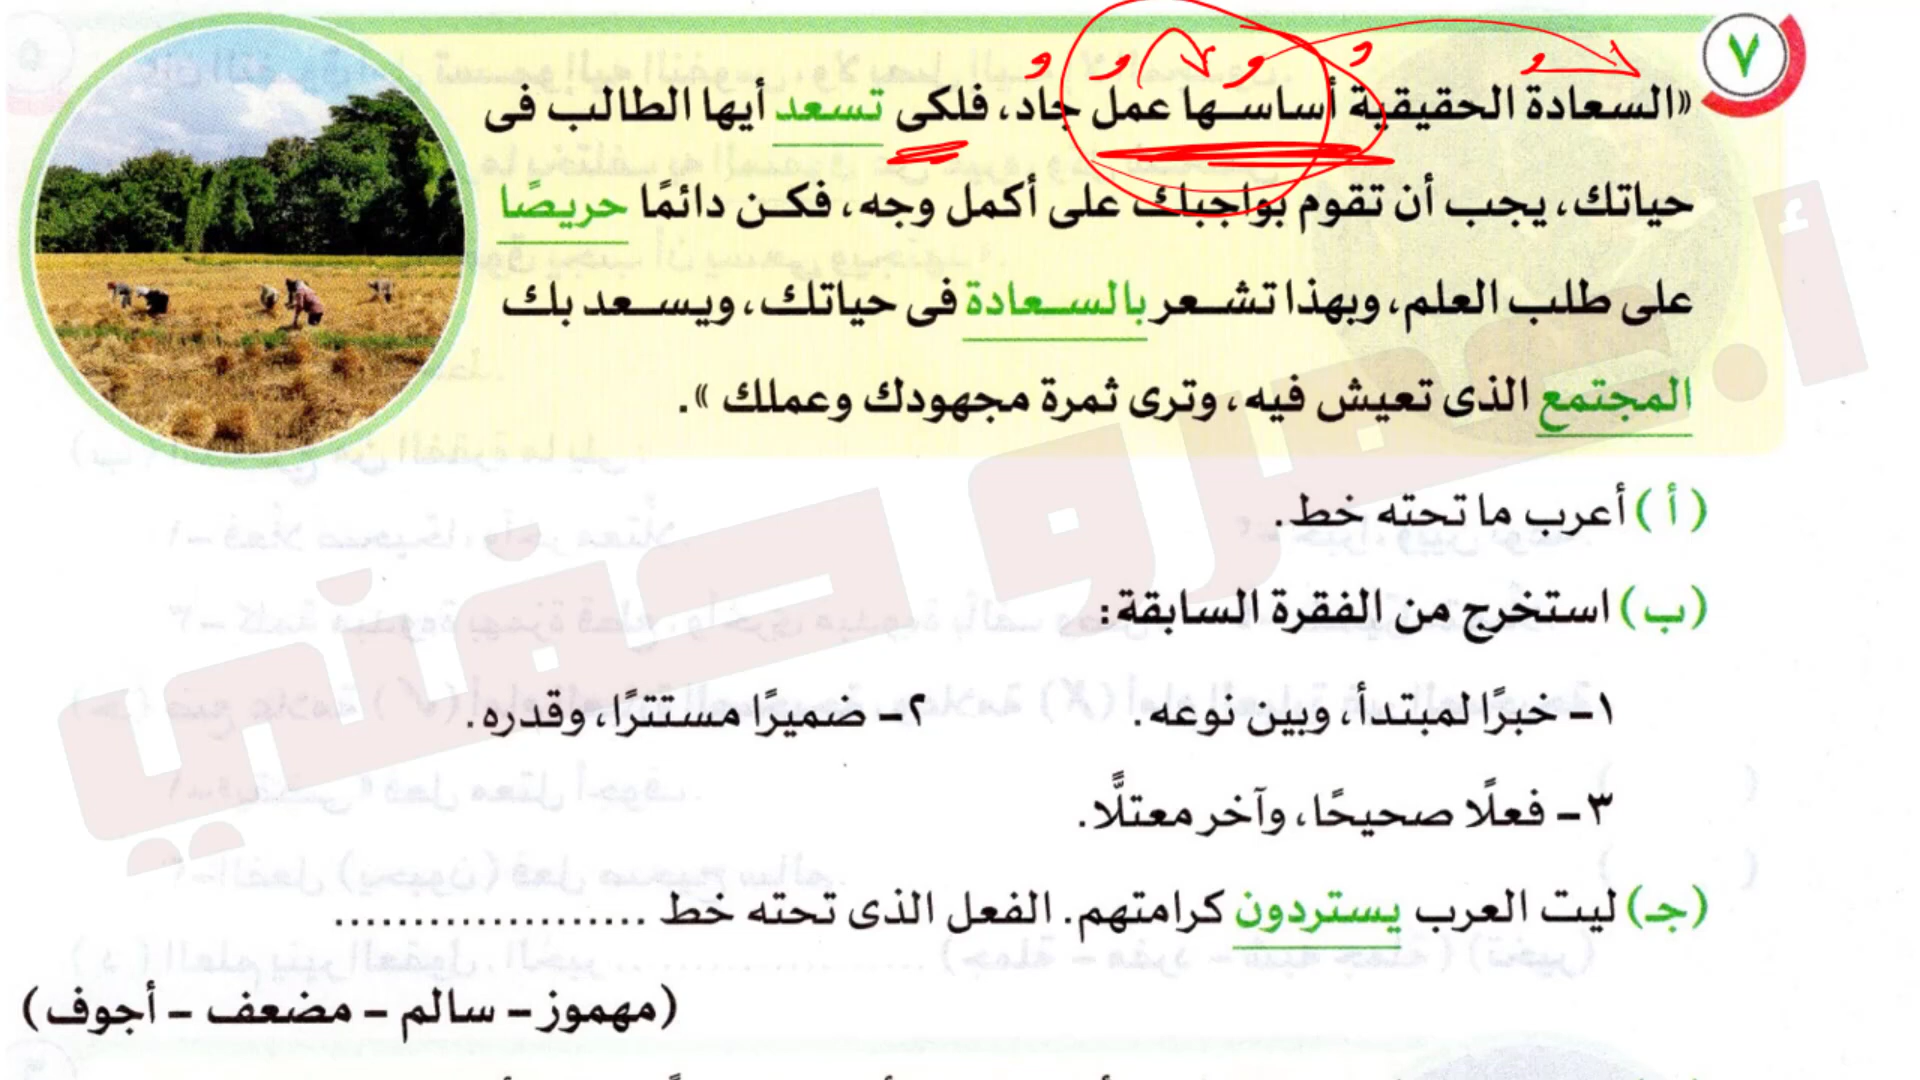 ٧
«السعادة الحقيقية أساسها عمل جاد، فلكى تسعد أيها الطالب فى
حياتك، يجب أن تقوم بواجبك على أكمل وجه، فكن دائمًا حريصًا
على طلب العلم، وبهذا تشعر بالسعادة فى حياتك، ويسعد بك
المجتمع الذى تعيش فيه، وترى ثمرة مجهودك وعملك».
(أ) أعرب ما تحته خط.
(ب) استخرج من الفقرة السابقة:
١- خبرًا لمبتدأ، وبين نوعه. ٢- ضميرًا مستترًا، وقدره.
٣- فعلًا صحيحًا، وآخر معتلًّا.
(جـ) ليت العرب يستردون كرامتهم. الفعل الذى تحته خط ....................
(مهموز - سالم - مضعف - أجوف)
أ. عمرو صفتي